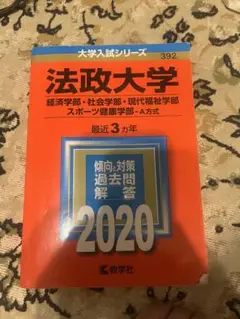 大学入試シリーズ
392
法政大学
経済学部・社会学部・現代福祉学部
スポーツ健康学部-A方式
最近3カ年
傾向と対策
過去問
解答
2020
教学社